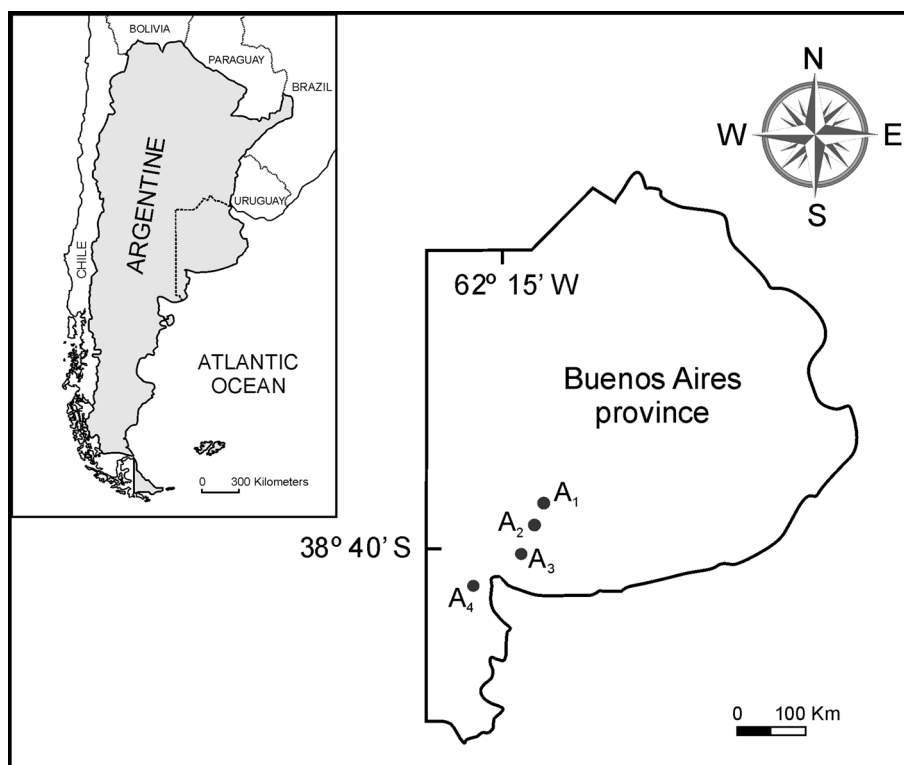 BOLIVIA
PARAGUAY
BRAZIL
ARGENTINE
URUGUAY
CHILE
ATLANTIC
OCEAN
0 300 Kilometers
N
W E
S
62º 15’ W
Buenos Aires
province
A₁
A₂
38º 40’ S
A₃
A₄
0 100 Km